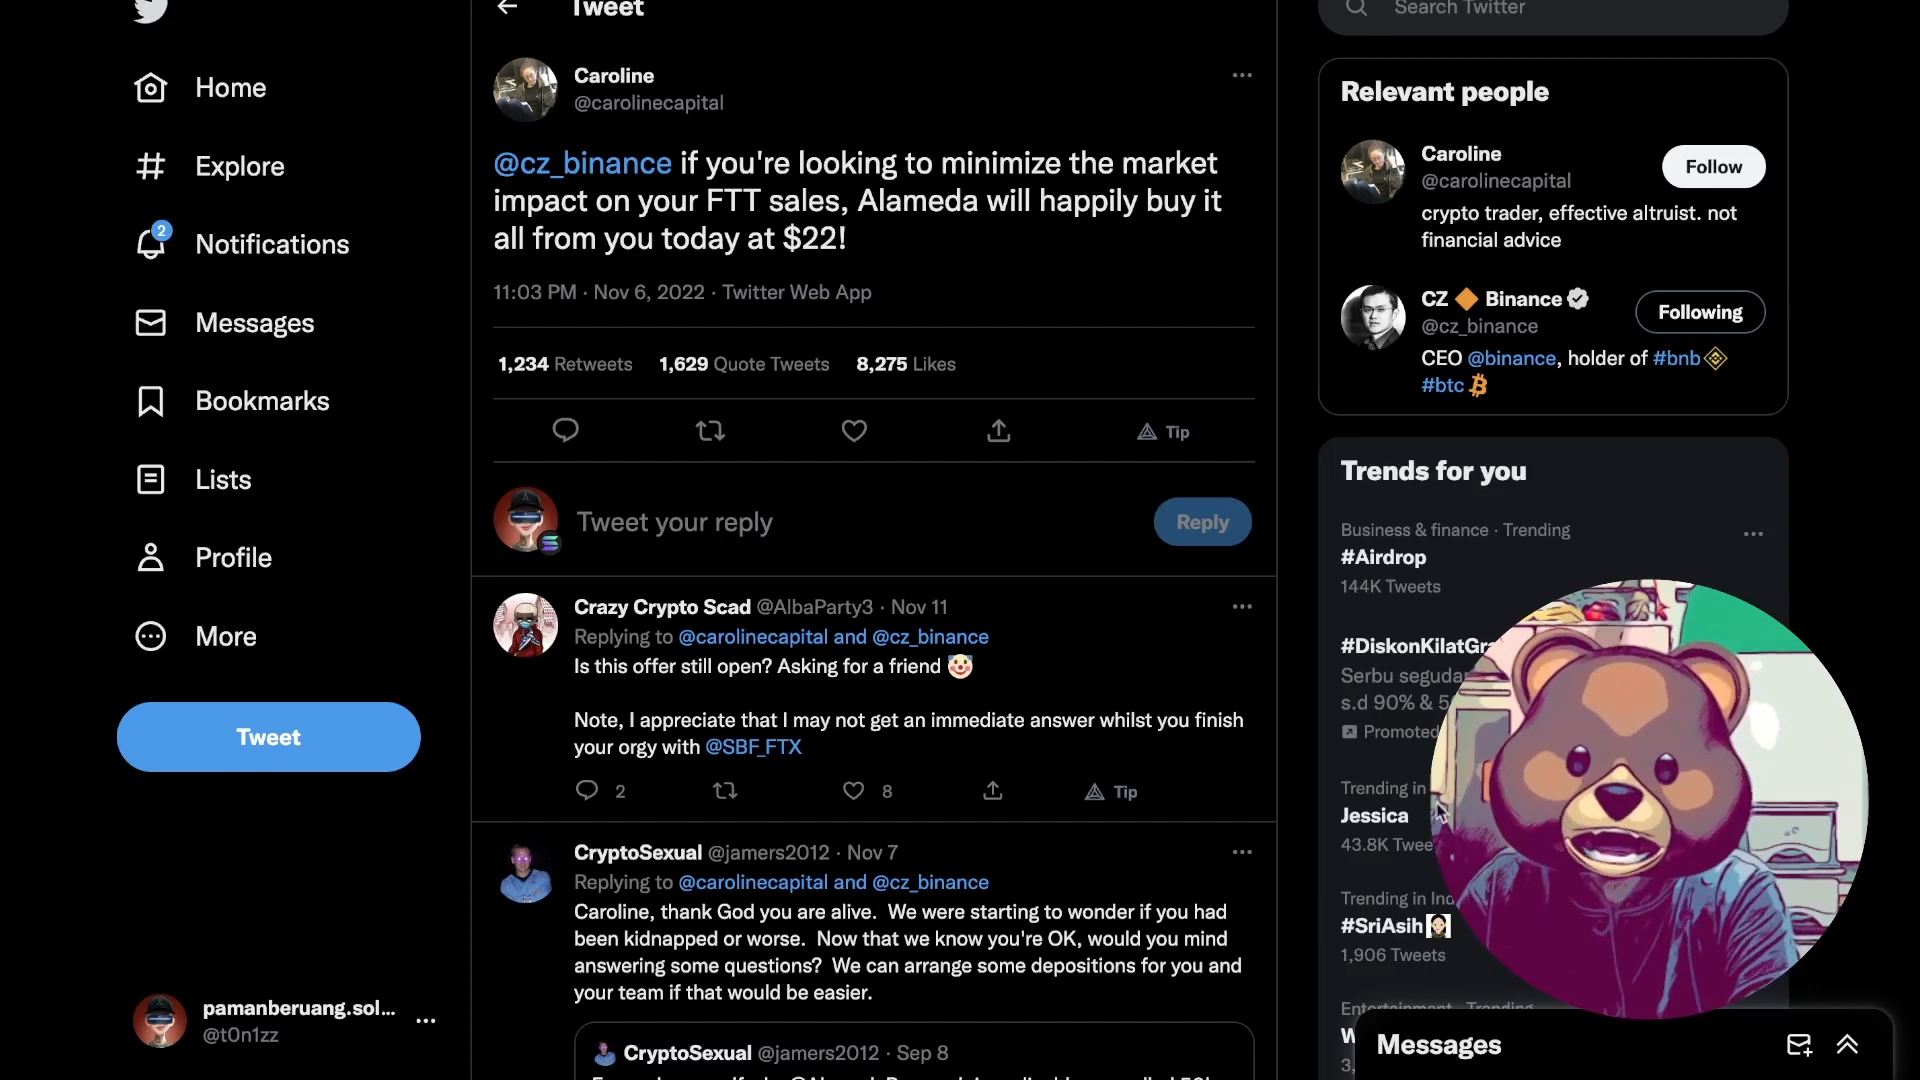 Tweet
Search Twitter
Home
Explore
2
Notifications
Messages
Bookmarks
Lists
Profile
More
Tweet
pamanberuang.sol...
@t0n1zz
Caroline
@carolinecapital
@cz_binance if you're looking to minimize the market
impact on your FTT sales, Alameda will happily buy it
all from you today at $22!
11:03 PM · Nov 6, 2022 · Twitter Web App
1,234 Retweets 1,629 Quote Tweets 8,275 Likes
Tip
Tweet your reply
Reply
Crazy Crypto Scad @AlbaParty3 · Nov 11
Replying to @carolinecapital and @cz_binance
Is this offer still open? Asking for a friend 🤡
Note, I appreciate that I may not get an immediate answer whilst you finish
your orgy with @SBF_FTX
2 8 Tip
CryptoSexual @jamers2012 · Nov 7
Replying to @carolinecapital and @cz_binance
Caroline, thank God you are alive. We were starting to wonder if you had
been kidnapped or worse. Now that we know you're OK, would you mind
answering some questions? We can arrange some depositions for you and
your team if that would be easier.
CryptoSexual @jamers2012 · Sep 8
Relevant people
Caroline
@carolinecapital
Follow
crypto trader, effective altruist. not
financial advice
CZ 🔶 Binance
@cz_binance
Following
CEO @binance, holder of #bnb
#btc
Trends for you
Business & finance · Trending
#Airdrop
144K Tweets
#DiskonKilatGra
Serbu seguda
s.d 90% & 5
Promoted
Trending in
Jessica
43.8K Twee
Trending in Ind
#SriAsih
1,906 Tweets
Entertainment · Trending
W
3,
Messages